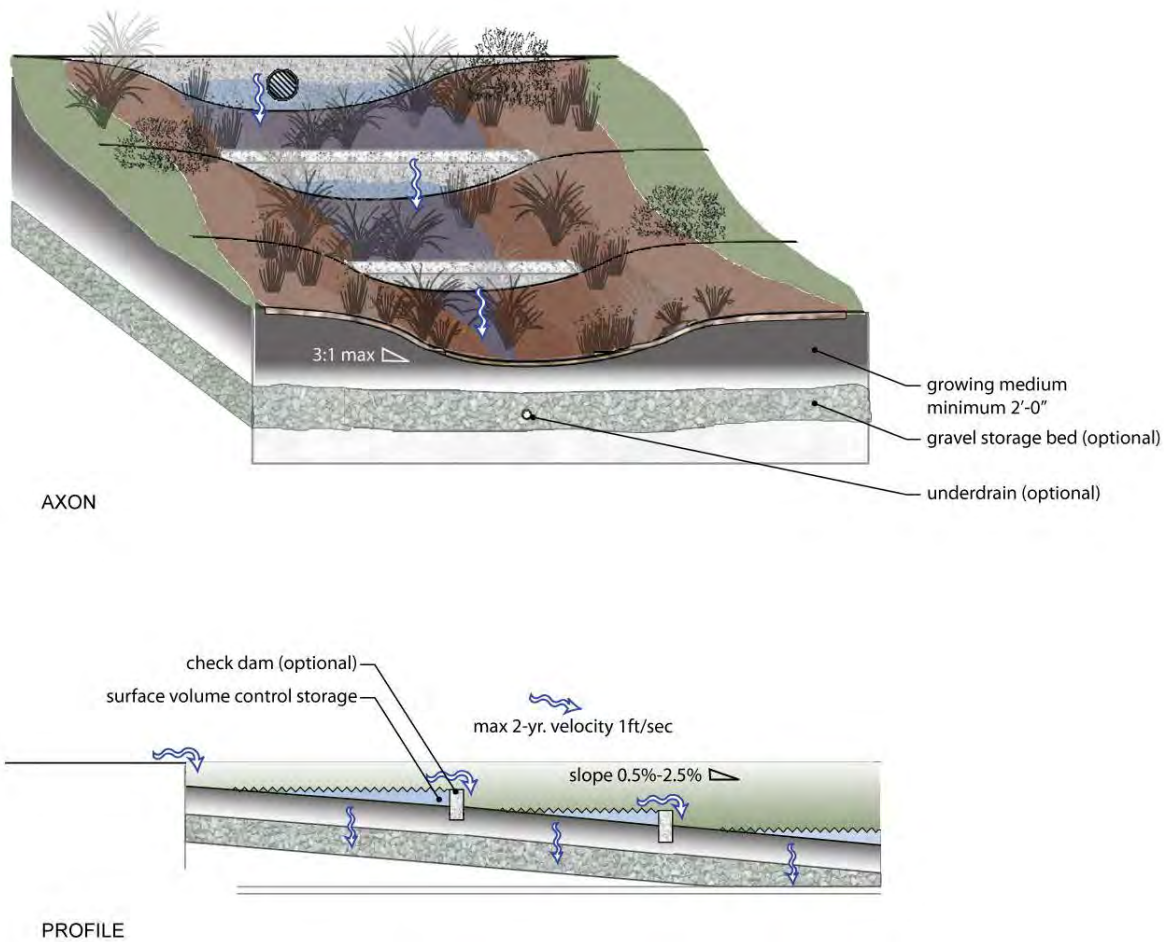 3:1 max
growing medium
minimum 2'-0"
gravel storage bed (optional)
underdrain (optional)
AXON
check dam (optional)
surface volume control storage
max 2-yr. velocity 1ft/sec
slope 0.5%-2.5%
PROFILE